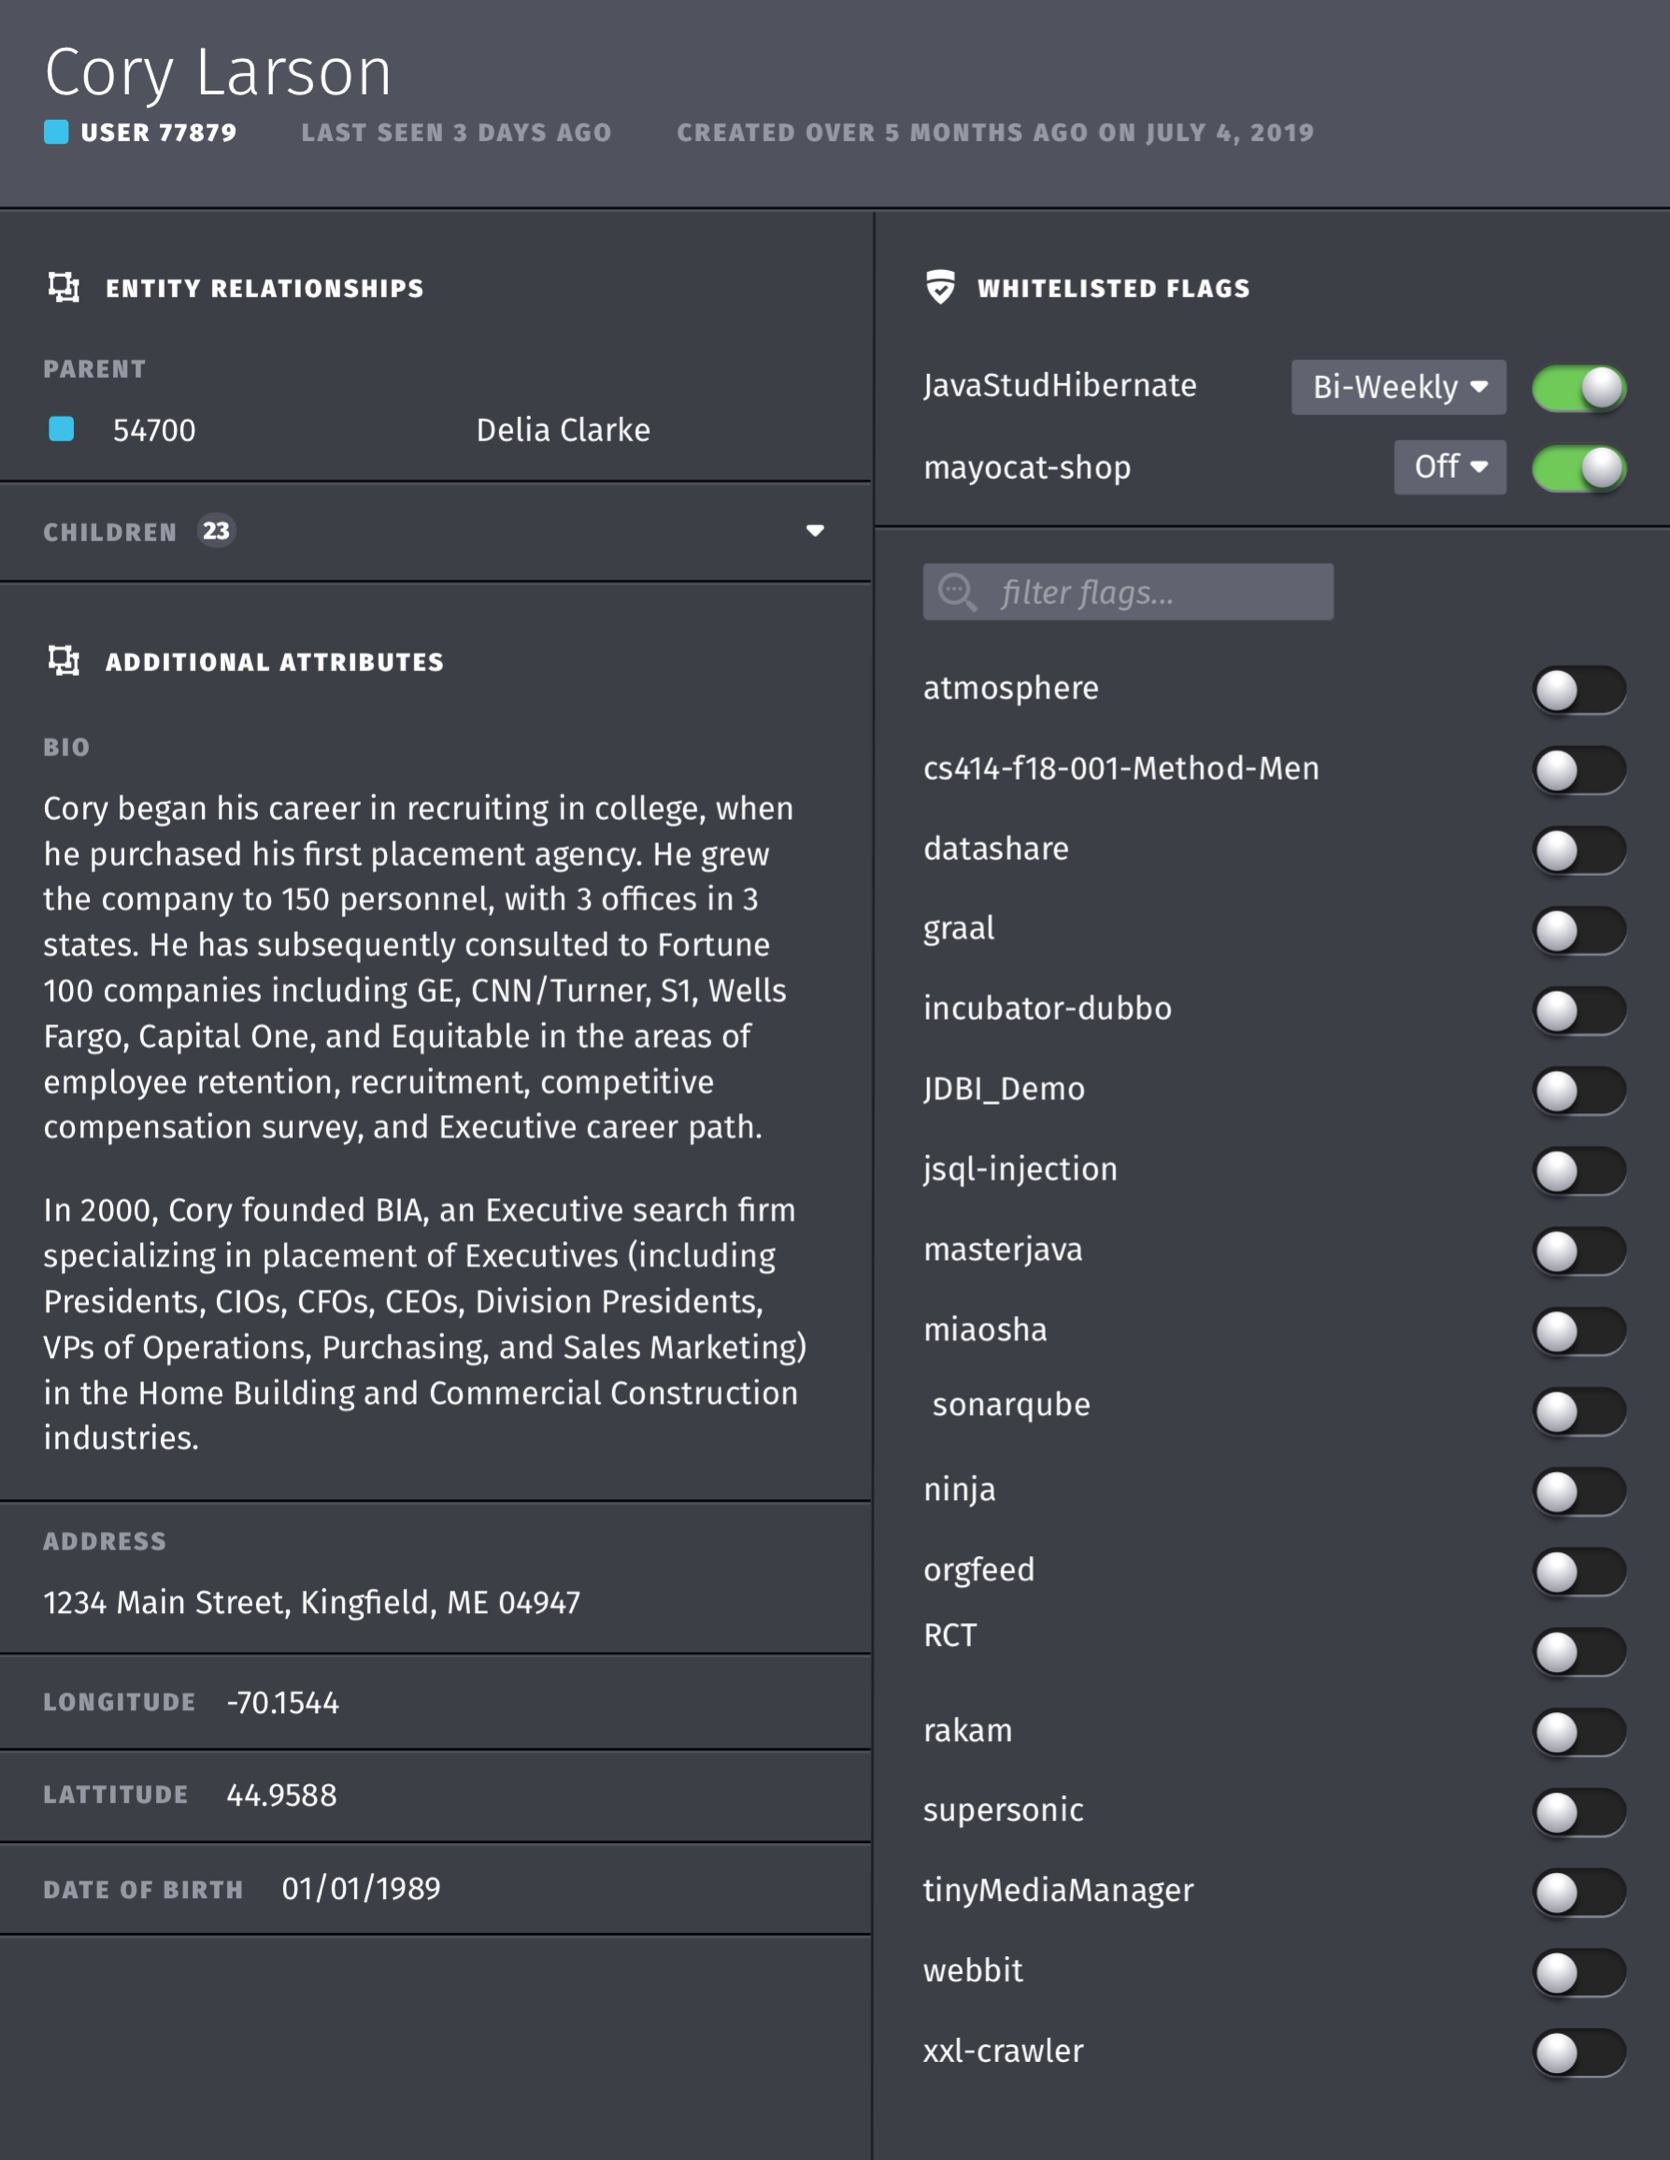 Cory Larson
USER 77879 LAST SEEN 3 DAYS AGO CREATED OVER 5 MONTHS AGO ON JULY 4, 2019
ENTITY RELATIONSHIPS
PARENT
54700 Delia Clarke
CHILDREN 23
ADDITIONAL ATTRIBUTES
BIO
Cory began his career in recruiting in college, when
he purchased his first placement agency. He grew
the company to 150 personnel, with 3 offices in 3
states. He has subsequently consulted to Fortune
100 companies including GE, CNN/Turner, S1, Wells
Fargo, Capital One, and Equitable in the areas of
employee retention, recruitment, competitive
compensation survey, and Executive career path.
In 2000, Cory founded BIA, an Executive search firm
specializing in placement of Executives (including
Presidents, CIOs, CFOs, CEOs, Division Presidents,
VPs of Operations, Purchasing, and Sales Marketing)
in the Home Building and Commercial Construction
industries.
ADDRESS
1234 Main Street, Kingfield, ME 04947
LONGITUDE -70.1544
LATTITUDE 44.9588
DATE OF BIRTH 01/01/1989
WHITELISTED FLAGS
JavaStudHibernate Bi-Weekly
mayocat-shop Off
filter flags...
atmosphere
cs414-f18-001-Method-Men
datashare
graal
incubator-dubbo
JDBI_Demo
jsql-injection
masterjava
miaosha
sonarqube
ninja
orgfeed
RCT
rakam
supersonic
tinyMediaManager
webbit
xxl-crawler